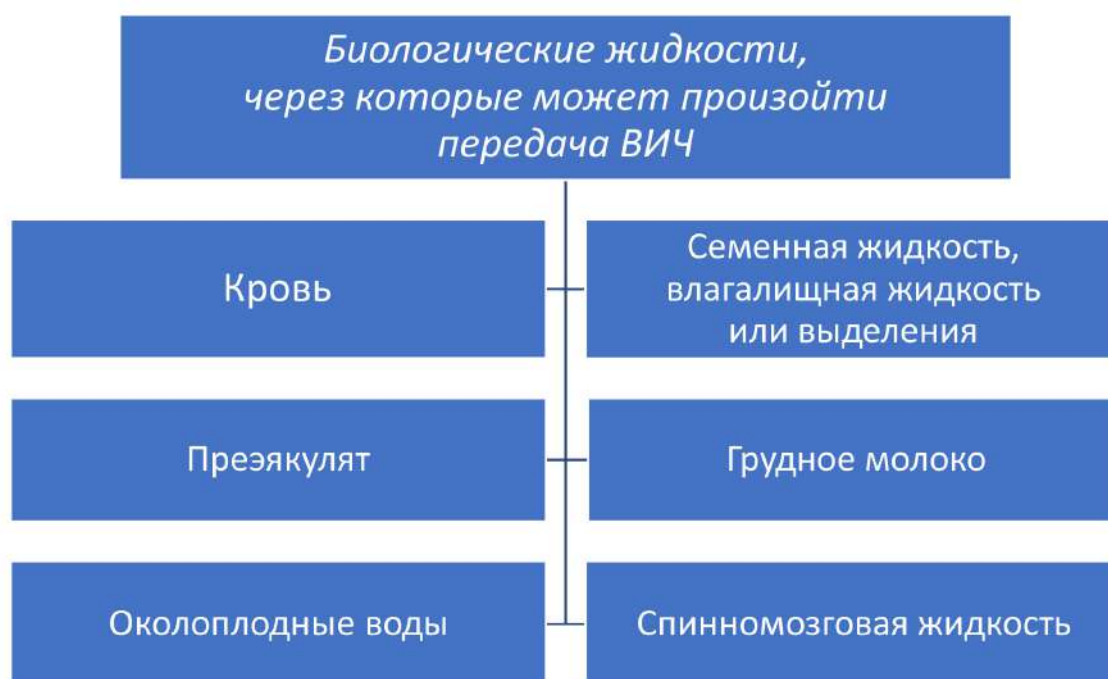 Биологические жидкости,
через которые может произойти
передача ВИЧ
Кровь
Семенная жидкость,
влагалищная жидкость
или выделения
Преэякулят
Грудное молоко
Околоплодные воды
Спинномозговая жидкость